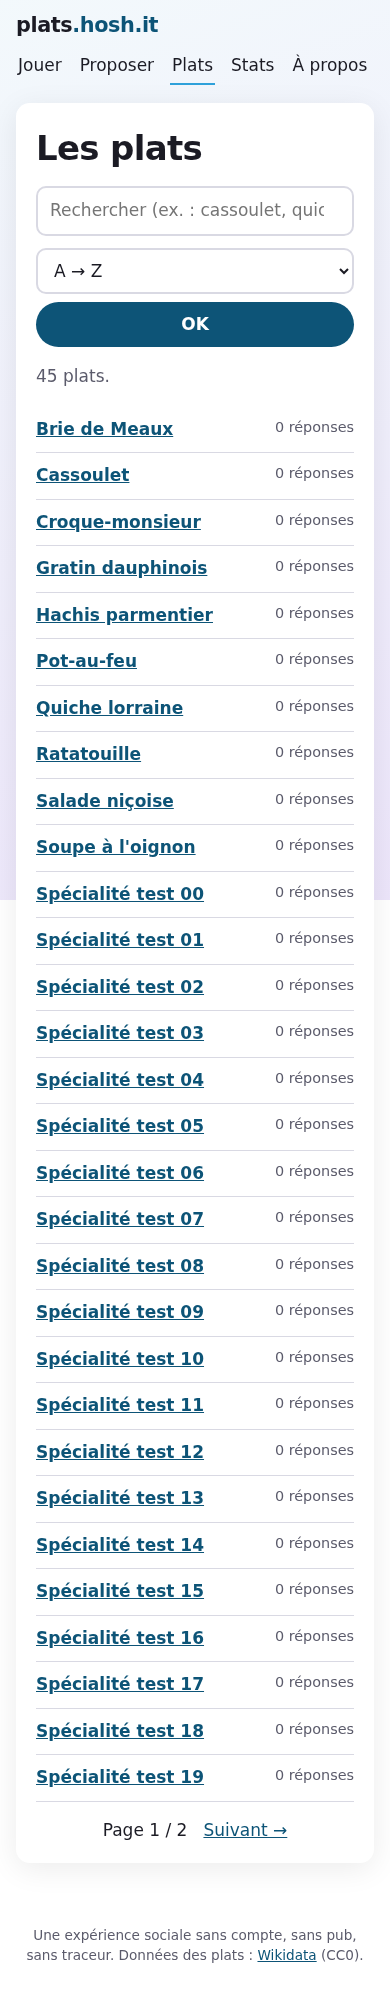 plats.hosh.it
Jouer Proposer Plats Stats À propos
Les plats
Rechercher (ex. : cassoulet, quic
A → Z
OK
45 plats.
Brie de Meaux 0 réponses
Cassoulet 0 réponses
Croque-monsieur 0 réponses
Gratin dauphinois 0 réponses
Hachis parmentier 0 réponses
Pot-au-feu 0 réponses
Quiche lorraine 0 réponses
Ratatouille 0 réponses
Salade niçoise 0 réponses
Soupe à l'oignon 0 réponses
Spécialité test 00 0 réponses
Spécialité test 01 0 réponses
Spécialité test 02 0 réponses
Spécialité test 03 0 réponses
Spécialité test 04 0 réponses
Spécialité test 05 0 réponses
Spécialité test 06 0 réponses
Spécialité test 07 0 réponses
Spécialité test 08 0 réponses
Spécialité test 09 0 réponses
Spécialité test 10 0 réponses
Spécialité test 11 0 réponses
Spécialité test 12 0 réponses
Spécialité test 13 0 réponses
Spécialité test 14 0 réponses
Spécialité test 15 0 réponses
Spécialité test 16 0 réponses
Spécialité test 17 0 réponses
Spécialité test 18 0 réponses
Spécialité test 19 0 réponses
Page 1 / 2 Suivant →
Une expérience sociale sans compte, sans pub,
sans traceur. Données des plats : Wikidata (CC0).